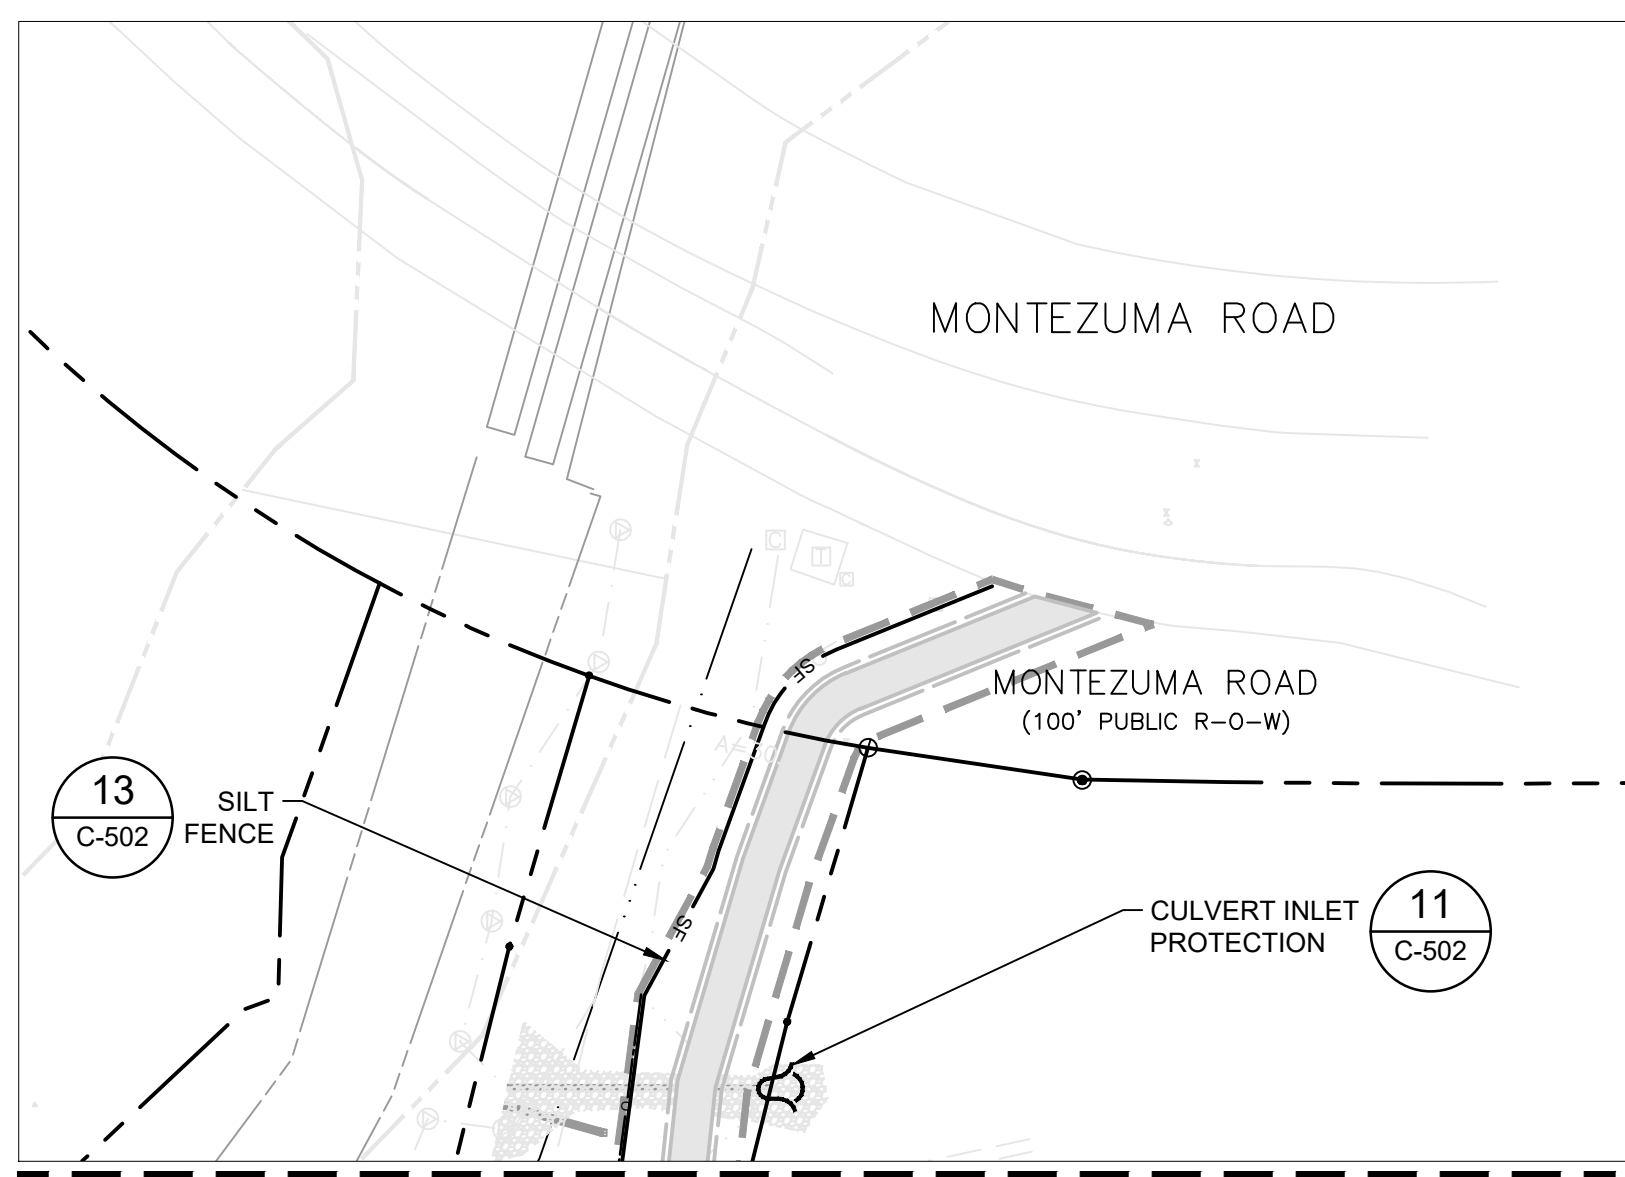 MONTEZUMA ROAD
C
T
C
SF
MONTEZUMA ROAD
(100' PUBLIC R-O-W)
13
C-502
SILT
FENCE
SF
CULVERT INLET
PROTECTION
11
C-502